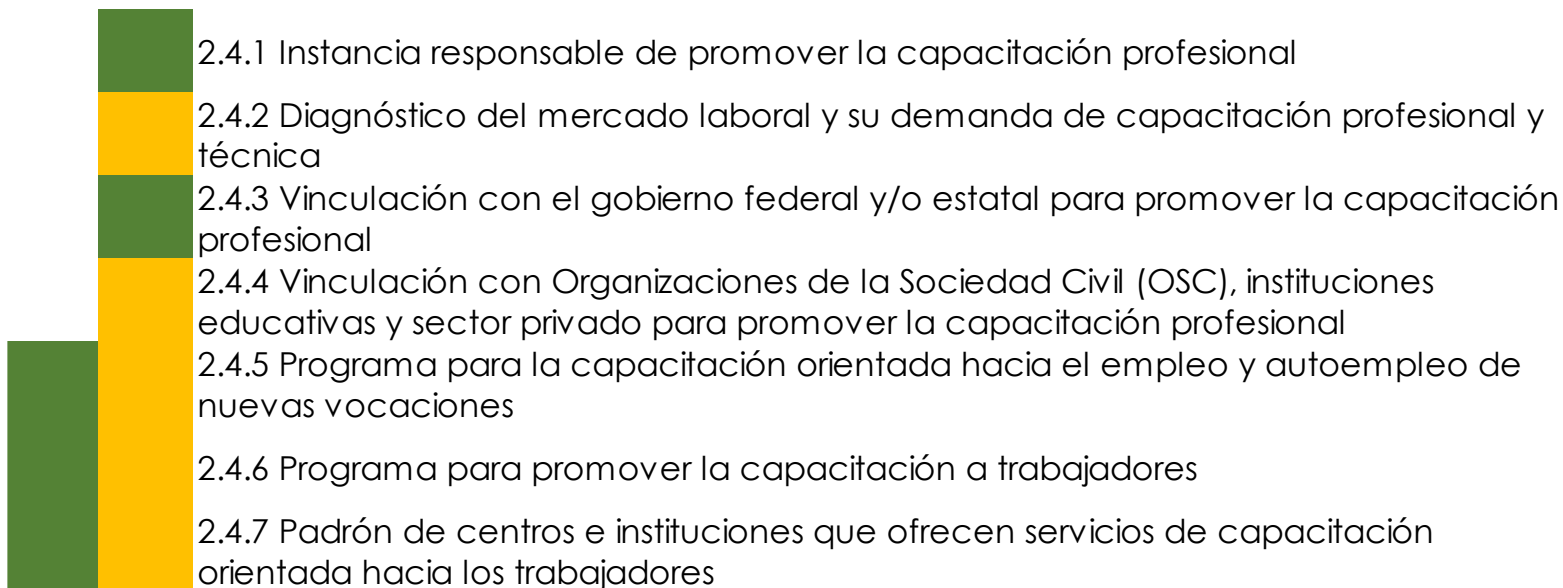 2.4.1 Instancia responsable de promover la capacitación profesional
2.4.2 Diagnóstico del mercado laboral y su demanda de capacitación profesional y
técnica
2.4.3 Vinculación con el gobierno federal y/o estatal para promover la capacitación
profesional
2.4.4 Vinculación con Organizaciones de la Sociedad Civil (OSC), instituciones
educativas y sector privado para promover la capacitación profesional
2.4.5 Programa para la capacitación orientada hacia el empleo y autoempleo de
nuevas vocaciones
2.4.6 Programa para promover la capacitación a trabajadores
2.4.7 Padrón de centros e instituciones que ofrecen servicios de capacitación
orientada hacia los trabajadores